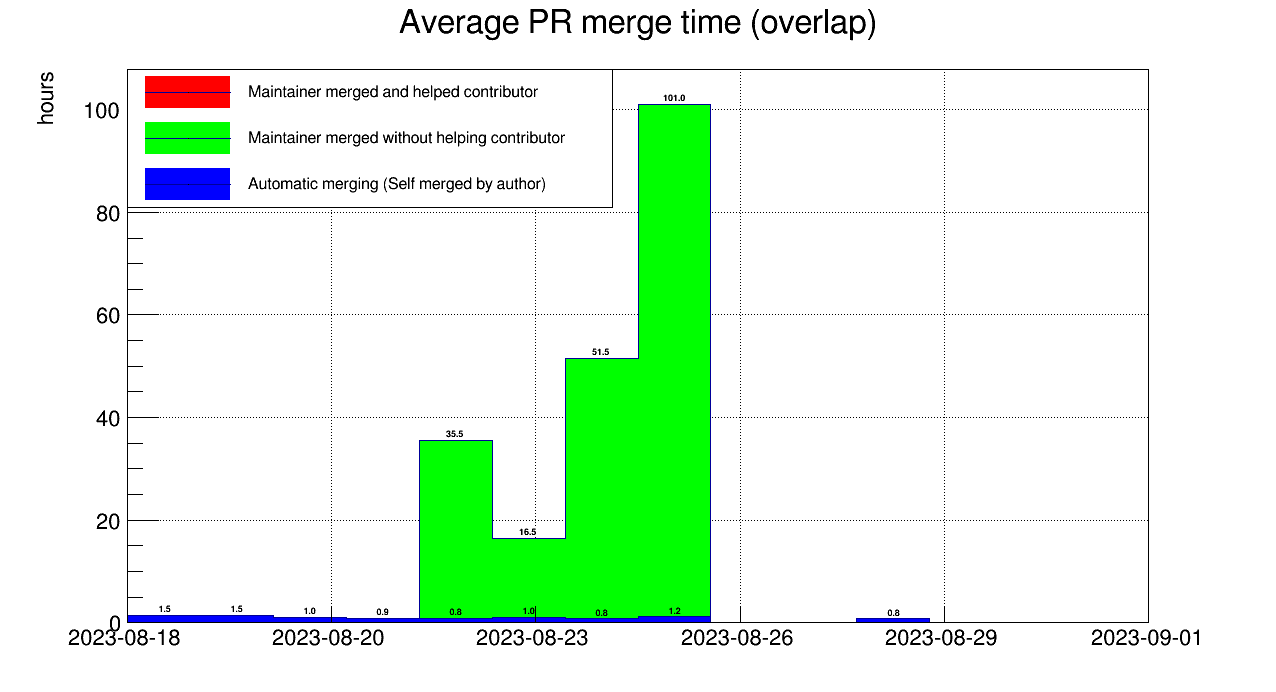 Average PR merge time (overlap)
hours
Maintainer merged and helped contributor
Maintainer merged without helping contributor
Automatic merging (Self merged by author)
100
80
60
40
20
0
101.0
51.5
35.5
16.5
1.5 1.5 1.0 0.9 0.8 1.0 0.8 1.2 0.8
2023-08-18 2023-08-20 2023-08-23 2023-08-26 2023-08-29 2023-09-01